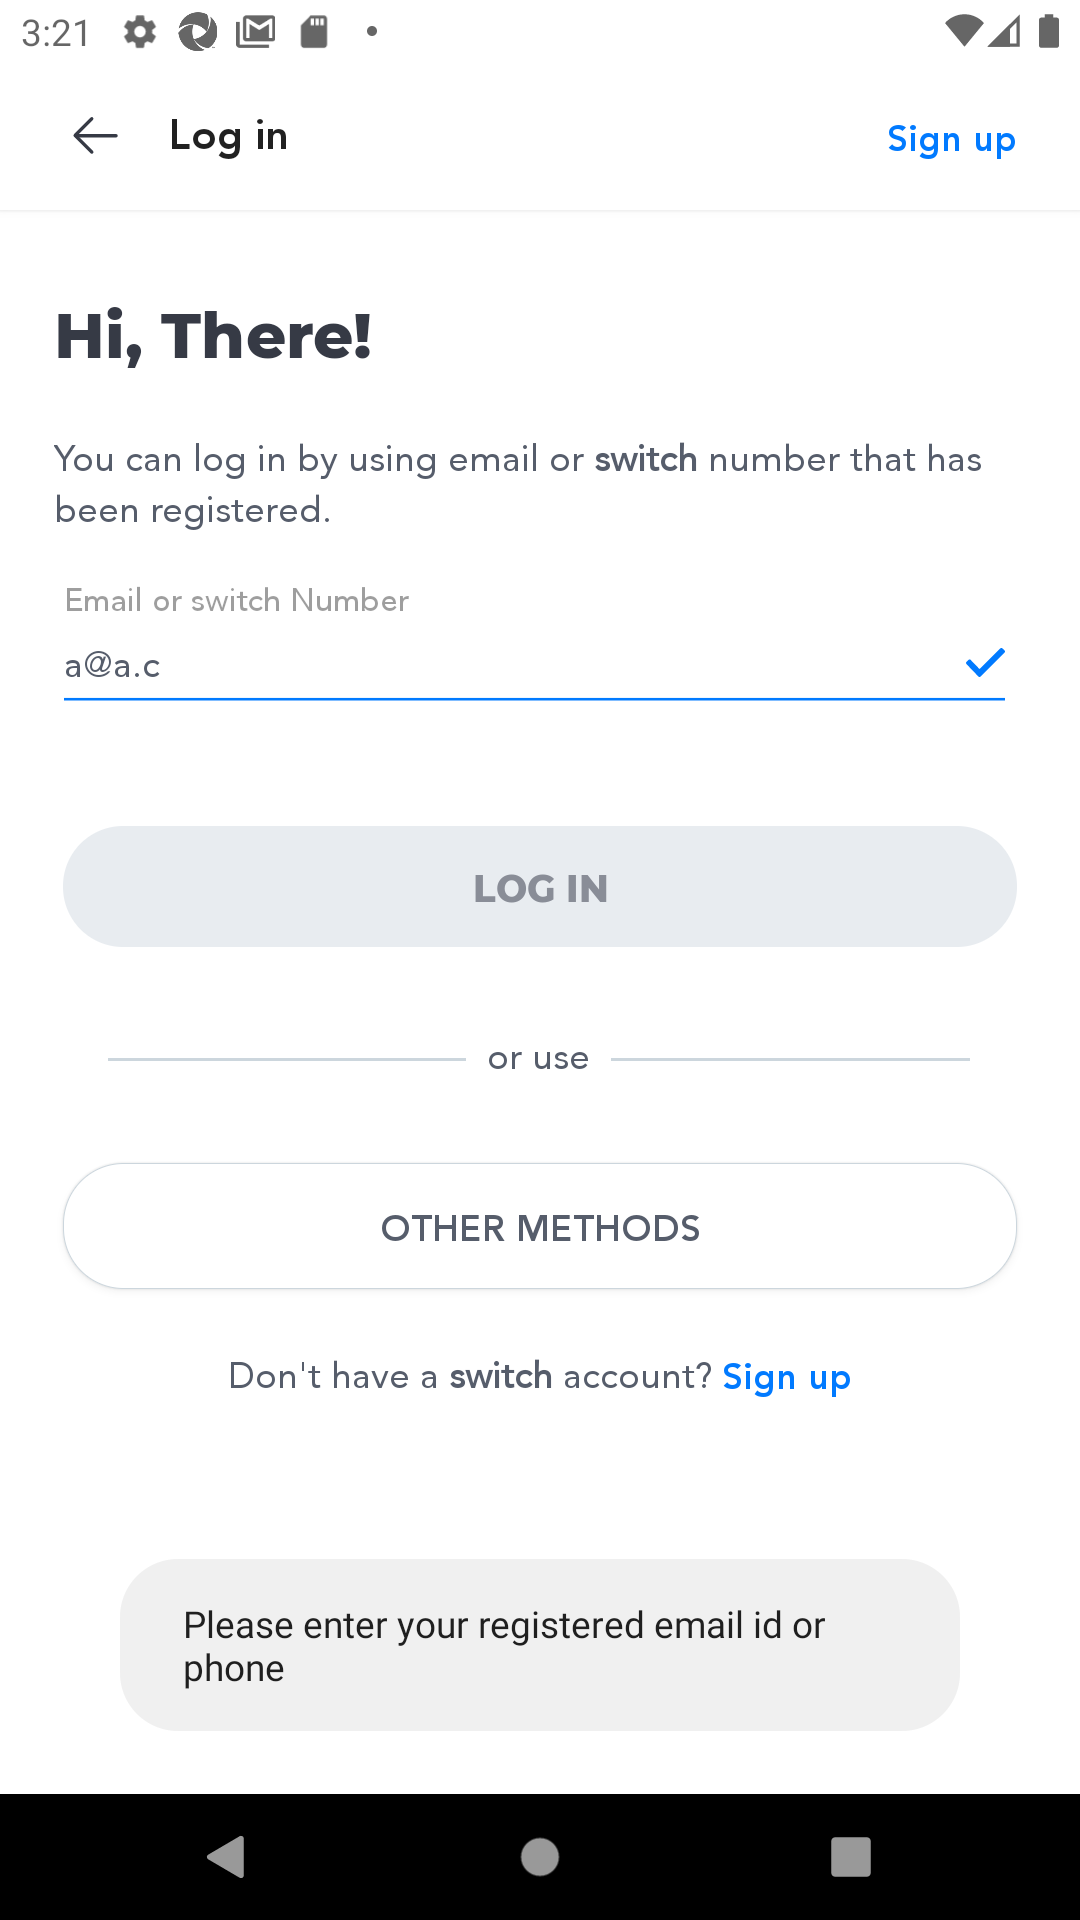 3:21
Log in
Sign up
Hi, There!
You can log in by using email or switch number that has
been registered.
Email or switch Number
a@a.c
LOG IN
or use
OTHER METHODS
Don't have a switch account? Sign up
Please enter your registered email id or
phone